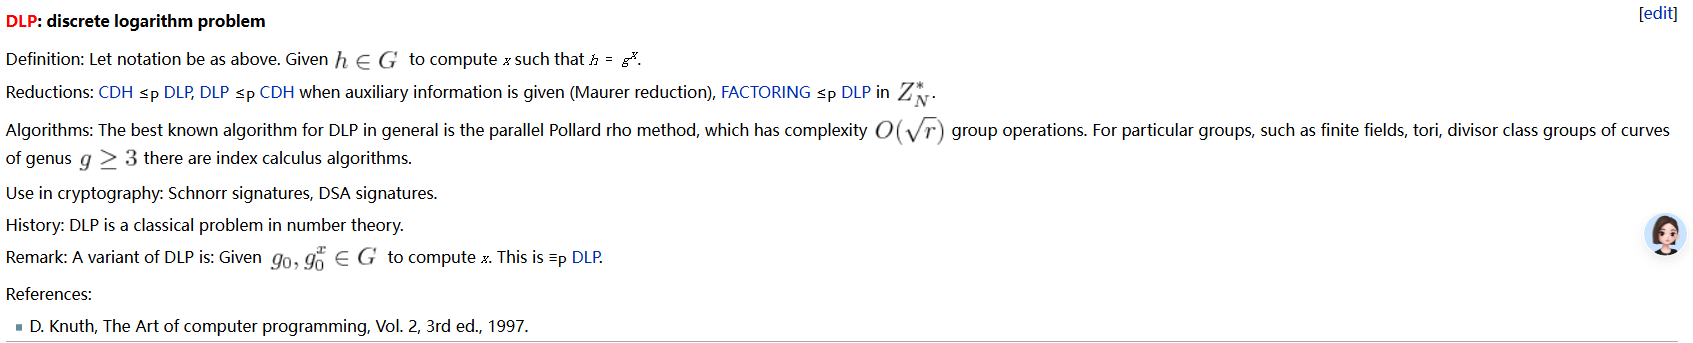 DLP: discrete logarithm problem [edit]
Definition: Let notation be as above. Given h ∈ G to compute x such that h = g^x.
Reductions: CDH ≤p DLP, DLP ≤p CDH when auxiliary information is given (Maurer reduction), FACTORING ≤p DLP in Z_N^*.
Algorithms: The best known algorithm for DLP in general is the parallel Pollard rho method, which has complexity O(√r) group operations. For particular groups, such as finite fields, tori, divisor class groups of curves
of genus g ≥ 3 there are index calculus algorithms.
Use in cryptography: Schnorr signatures, DSA signatures.
History: DLP is a classical problem in number theory.
Remark: A variant of DLP is: Given g_0, g_0^x ∈ G to compute x. This is ≡p DLP.
References:
▪ D. Knuth, The Art of computer programming, Vol. 2, 3rd ed., 1997.